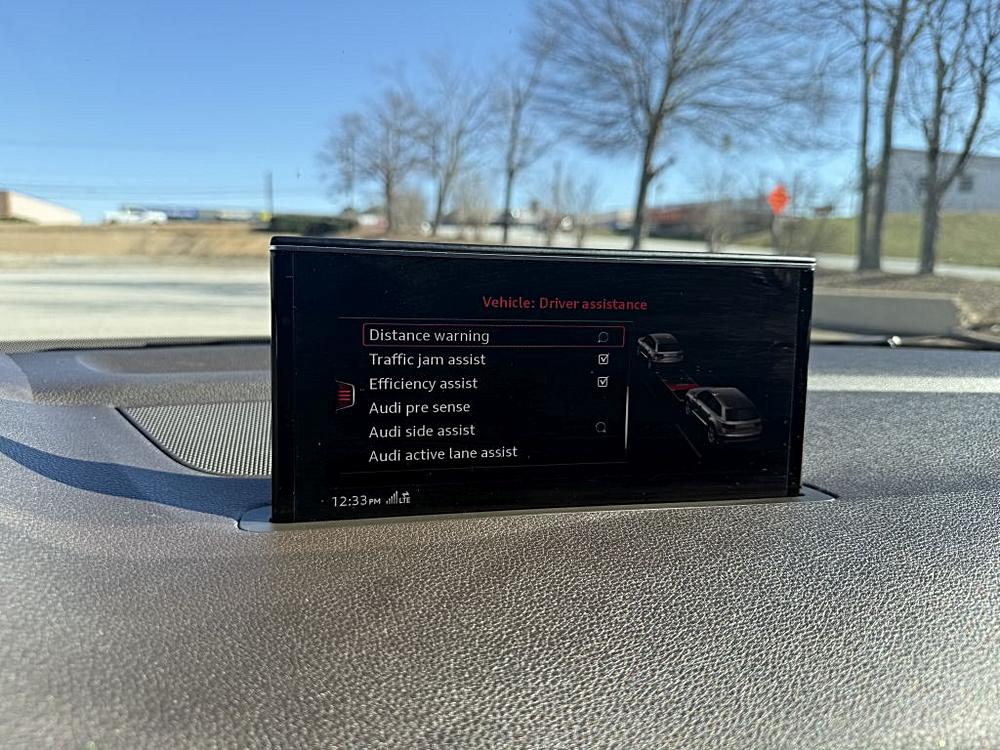 Vehicle: Driver assistance
Distance warning
Traffic jam assist
Efficiency assist
Audi pre sense
Audi side assist
Audi active lane assist
12:33PM LTE